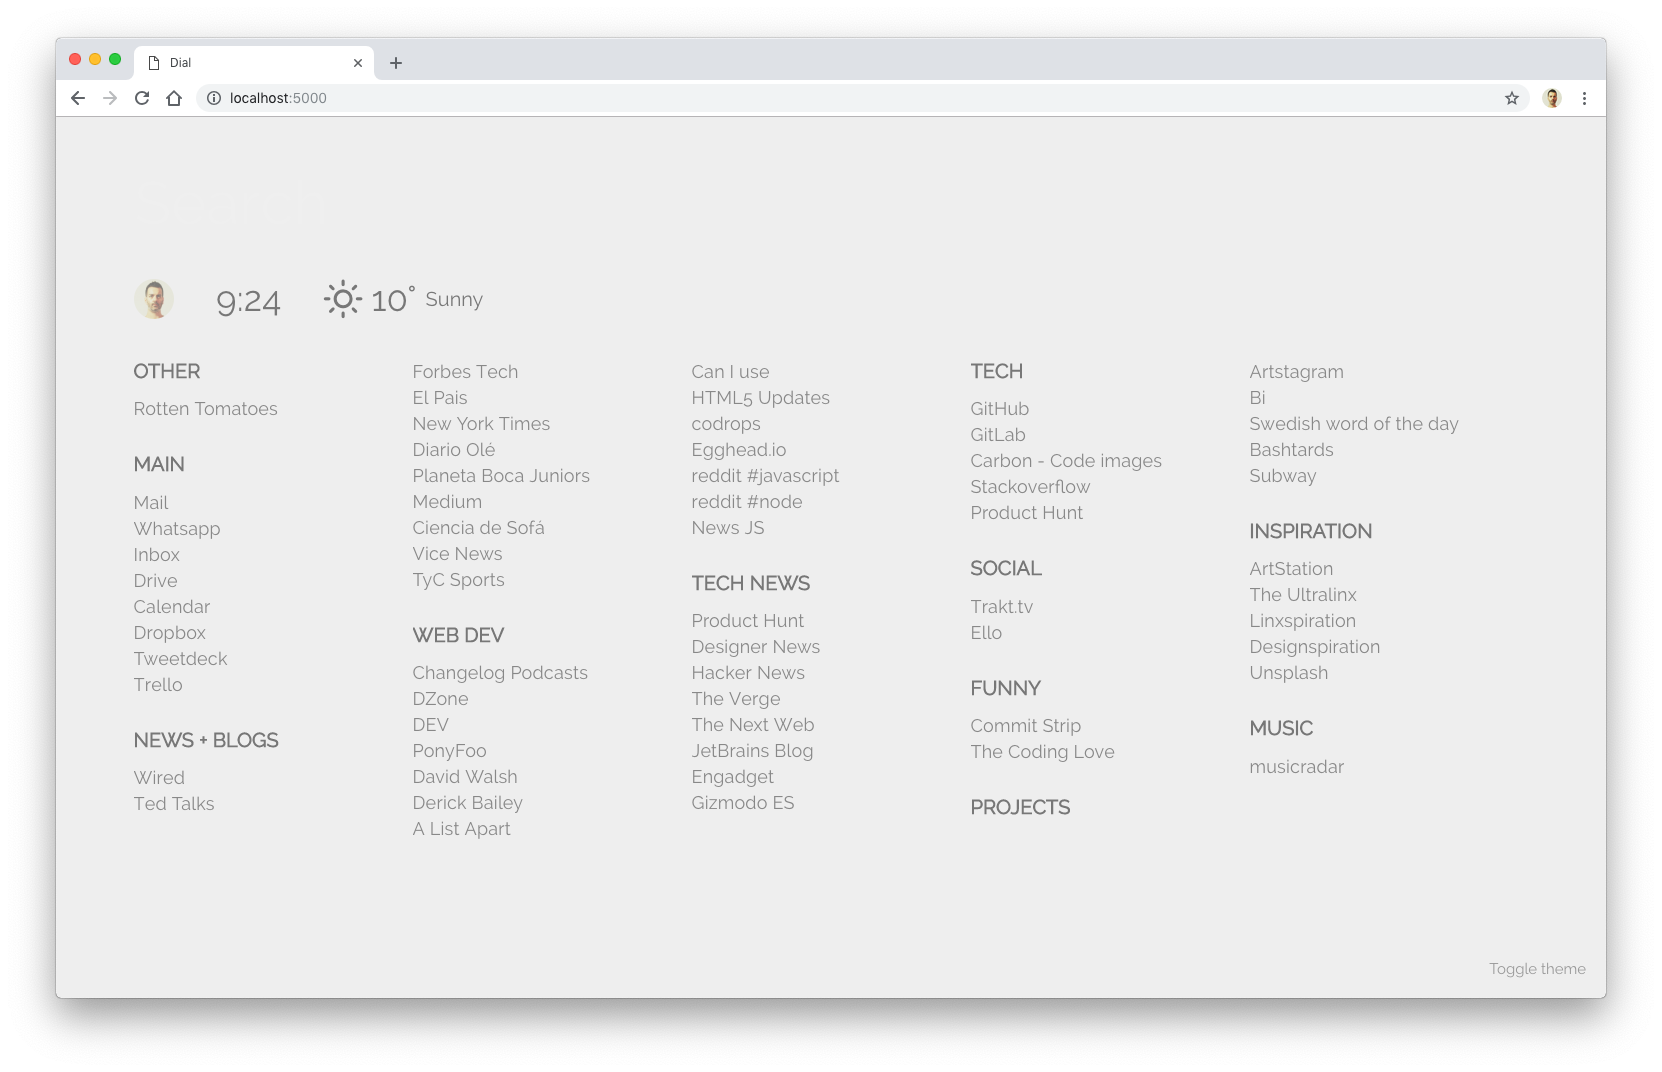 Dial
localhost:5000
9:24
10° Sunny
OTHER
Rotten Tomatoes
MAIN
Mail
Whatsapp
Inbox
Drive
Calendar
Dropbox
Tweetdeck
Trello
NEWS + BLOGS
Wired
Ted Talks
Forbes Tech
El Pais
New York Times
Diario Olé
Planeta Boca Juniors
Medium
Ciencia de Sofá
Vice News
TyC Sports
WEB DEV
Changelog Podcasts
DZone
DEV
PonyFoo
David Walsh
Derick Bailey
A List Apart
Can I use
HTML5 Updates
codrops
Egghead.io
reddit #javascript
reddit #node
News JS
TECH NEWS
Product Hunt
Designer News
Hacker News
The Verge
The Next Web
JetBrains Blog
Engadget
Gizmodo ES
TECH
GitHub
GitLab
Carbon - Code images
Stackoverflow
Product Hunt
SOCIAL
Trakt.tv
Ello
FUNNY
Commit Strip
The Coding Love
PROJECTS
Artstagram
Bi
Swedish word of the day
Bashtards
Subway
INSPIRATION
ArtStation
The Ultralinx
Linxspiration
Designspiration
Unsplash
MUSIC
musicradar
Toggle theme